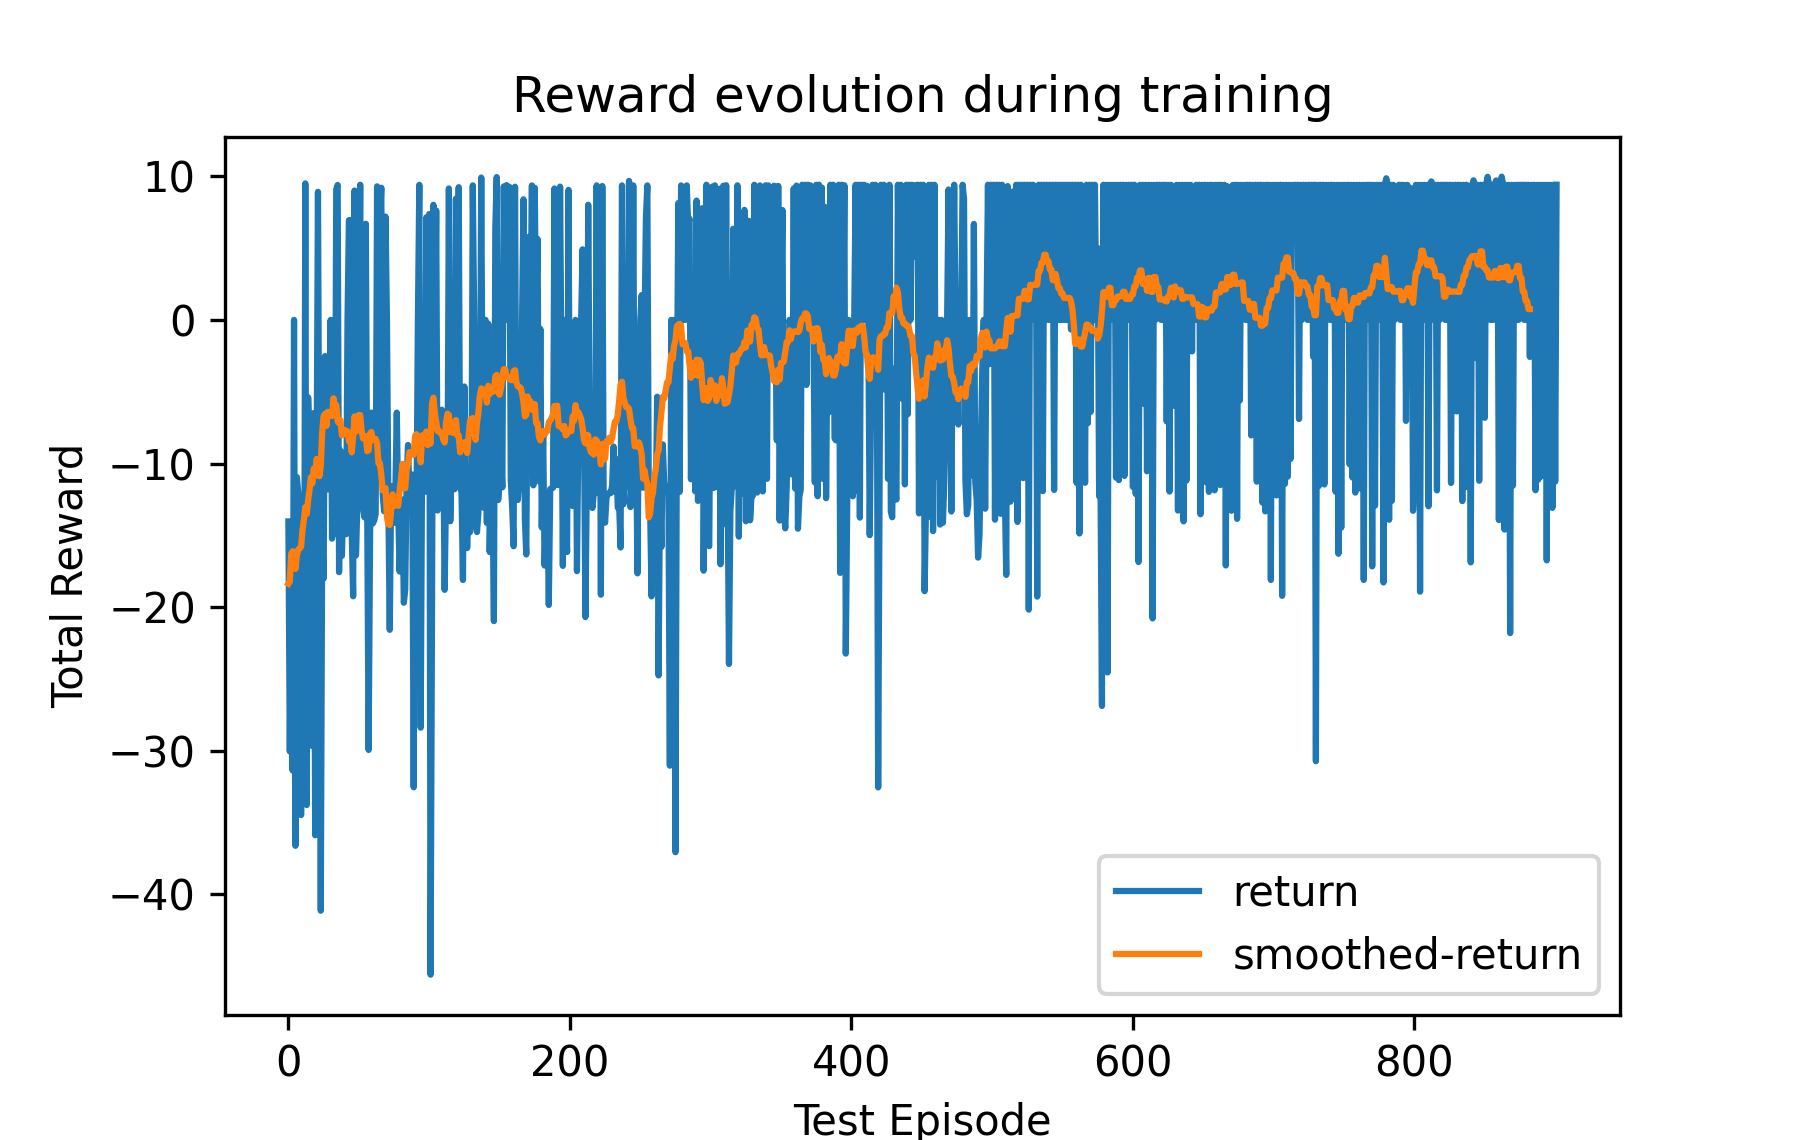 Reward evolution during training
10
0
−10
−20
−30
−40
Total Reward
0
200
400
600
800
Test Episode
return
smoothed-return